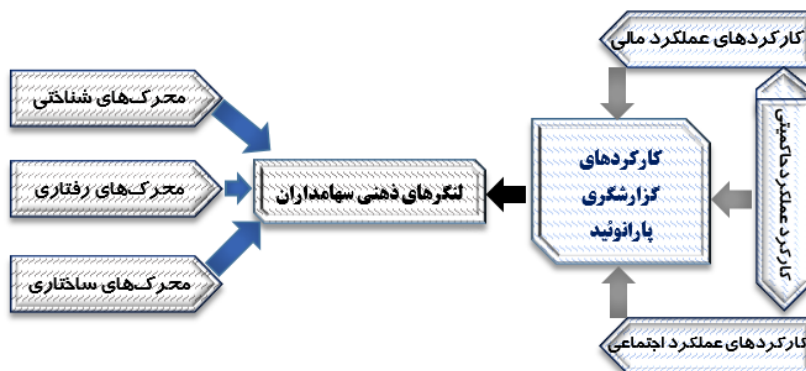 کارکردهای عملکرد مالی
کارکرد عملکرد حاکمیتی
کارکردهای عملکرد اجتماعی
کارکردهای
گزارشگری
پارانوئید
لنگرهای ذهنی سهامداران
محرک‌های شناختی
محرک‌های رفتاری
محرک‌های ساختاری